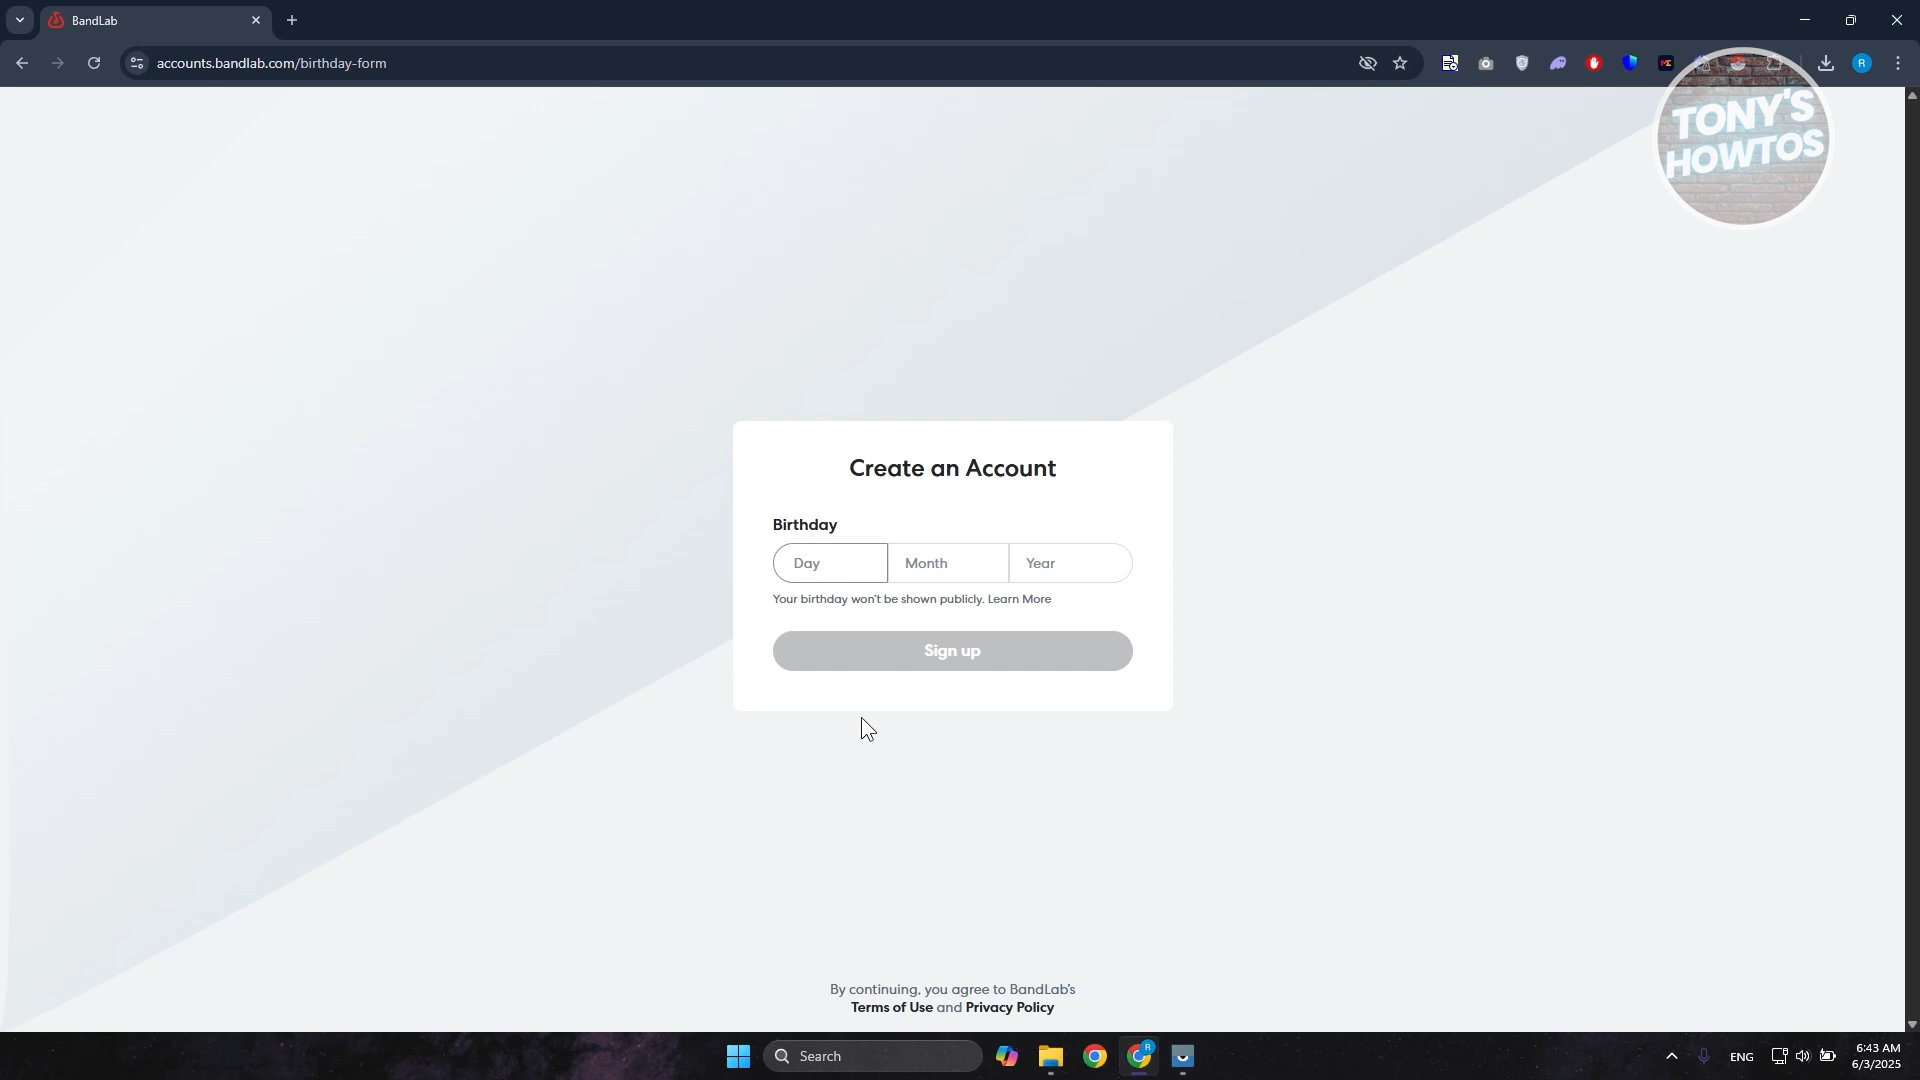 BandLab
accounts.bandlab.com/birthday-form
R
TONY'S
HOWTOS
Create an Account
Birthday
Day
Month
Year
Your birthday won't be shown publicly. Learn More
Sign up
By continuing, you agree to BandLab's
Terms of Use and Privacy Policy
Search
R
ENG
6:43 AM
6/3/2025